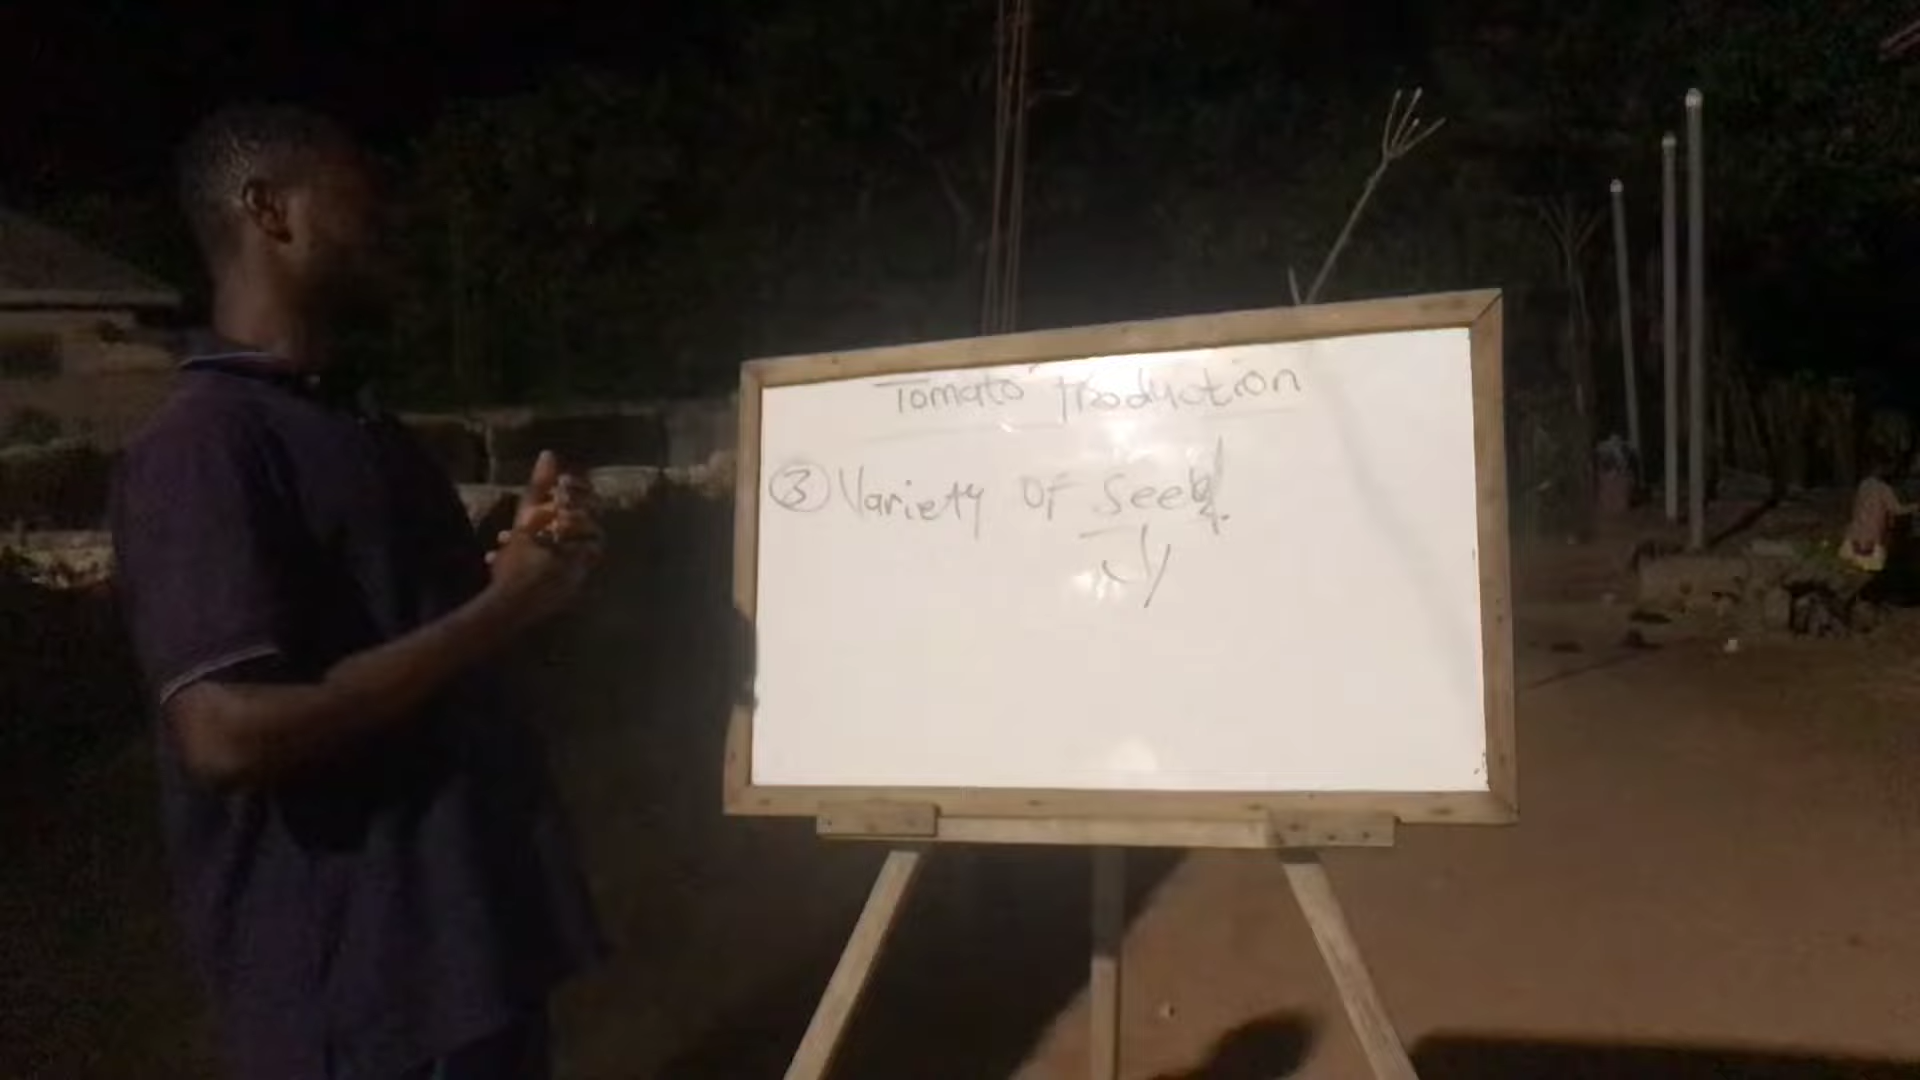 Tomato Production
③ Variety OF Seed.